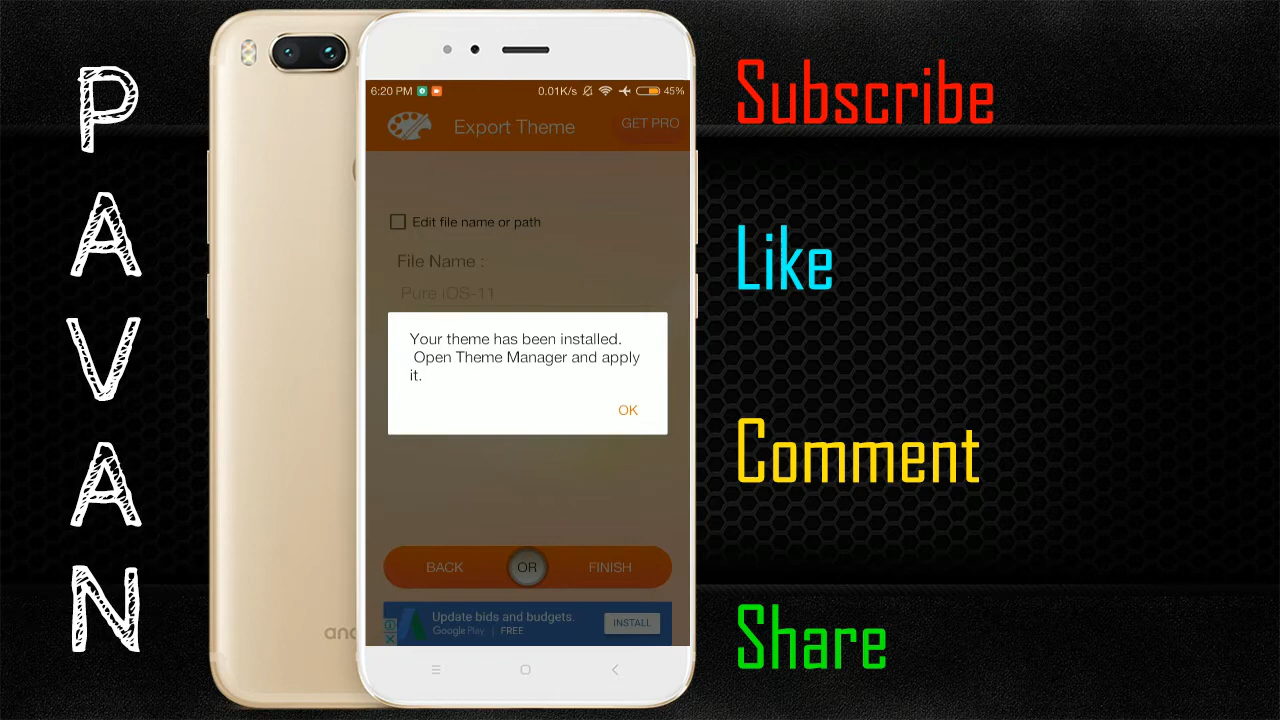 PAVAN
6:20 PM
0.01K/s
45%
Export Theme
GET PRO
Edit file name or path
File Name :
Pure iOS-11
Your theme has been installed.
Open Theme Manager and apply
it.
OK
BACK
OR
FINISH
Update bids and budgets.
Google Play | FREE
INSTALL
and
Subscribe
Like
Comment
Share